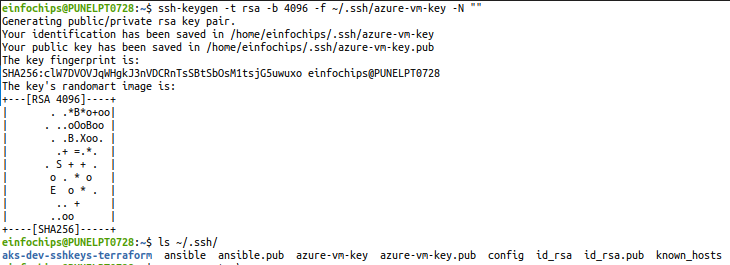 einfochips@PUNELPT0728:~$ ssh-keygen -t rsa -b 4096 -f ~/.ssh/azure-vm-key -N ""
Generating public/private rsa key pair.
Your identification has been saved in /home/einfochips/.ssh/azure-vm-key
Your public key has been saved in /home/einfochips/.ssh/azure-vm-key.pub
The key fingerprint is:
SHA256:clW7DVOVJqWHgkJ3nVDCRnTsSBtSbOsM1tsjG5uwuxo einfochips@PUNELPT0728
The key's randomart image is:
+---[RSA 4096]----+
|      . .*B*o+oo|
|     . ..oOoBoo |
|      . .B.Xoo. |
|       .+ =.*.  |
|     . S + + .  |
|      o . * o   |
|      E  o * .  |
|       .. +     |
|      ..oo      |
+----[SHA256]-----+
einfochips@PUNELPT0728:~$ ls ~/.ssh/
aks-dev-sshkeys-terraform  ansible  ansible.pub  azure-vm-key  azure-vm-key.pub  config  id_rsa  id_rsa.pub  known_hosts